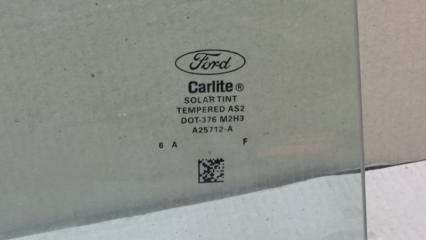 Ford
Carlite®
SOLAR TINT
TEMPERED AS2
DOT-376 M2H3
A25712-A
6 A F